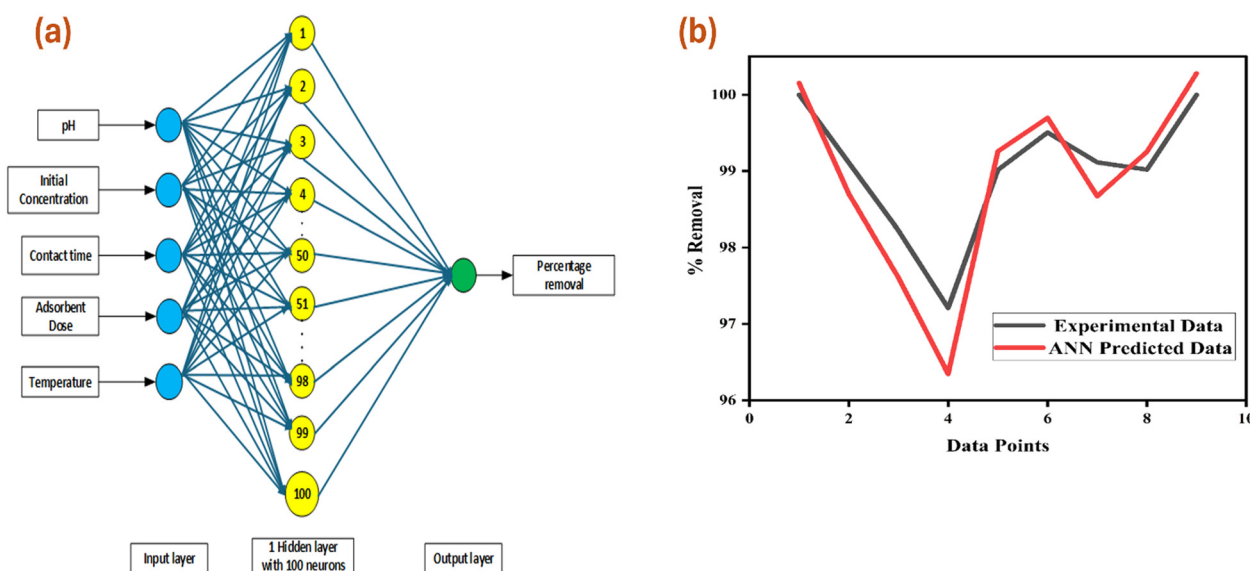 (a)
pH
Initial
Concentration
Contact time
Adsorbent
Dose
Temperature
1
2
3
4
50
51
98
99
100
Percentage
removal
Input layer
1 Hidden layer
with 100 neurons
Output layer
(b)
% Removal
100
99
98
97
96
0
2
4
6
8
10
Data Points
Experimental Data
ANN Predicted Data